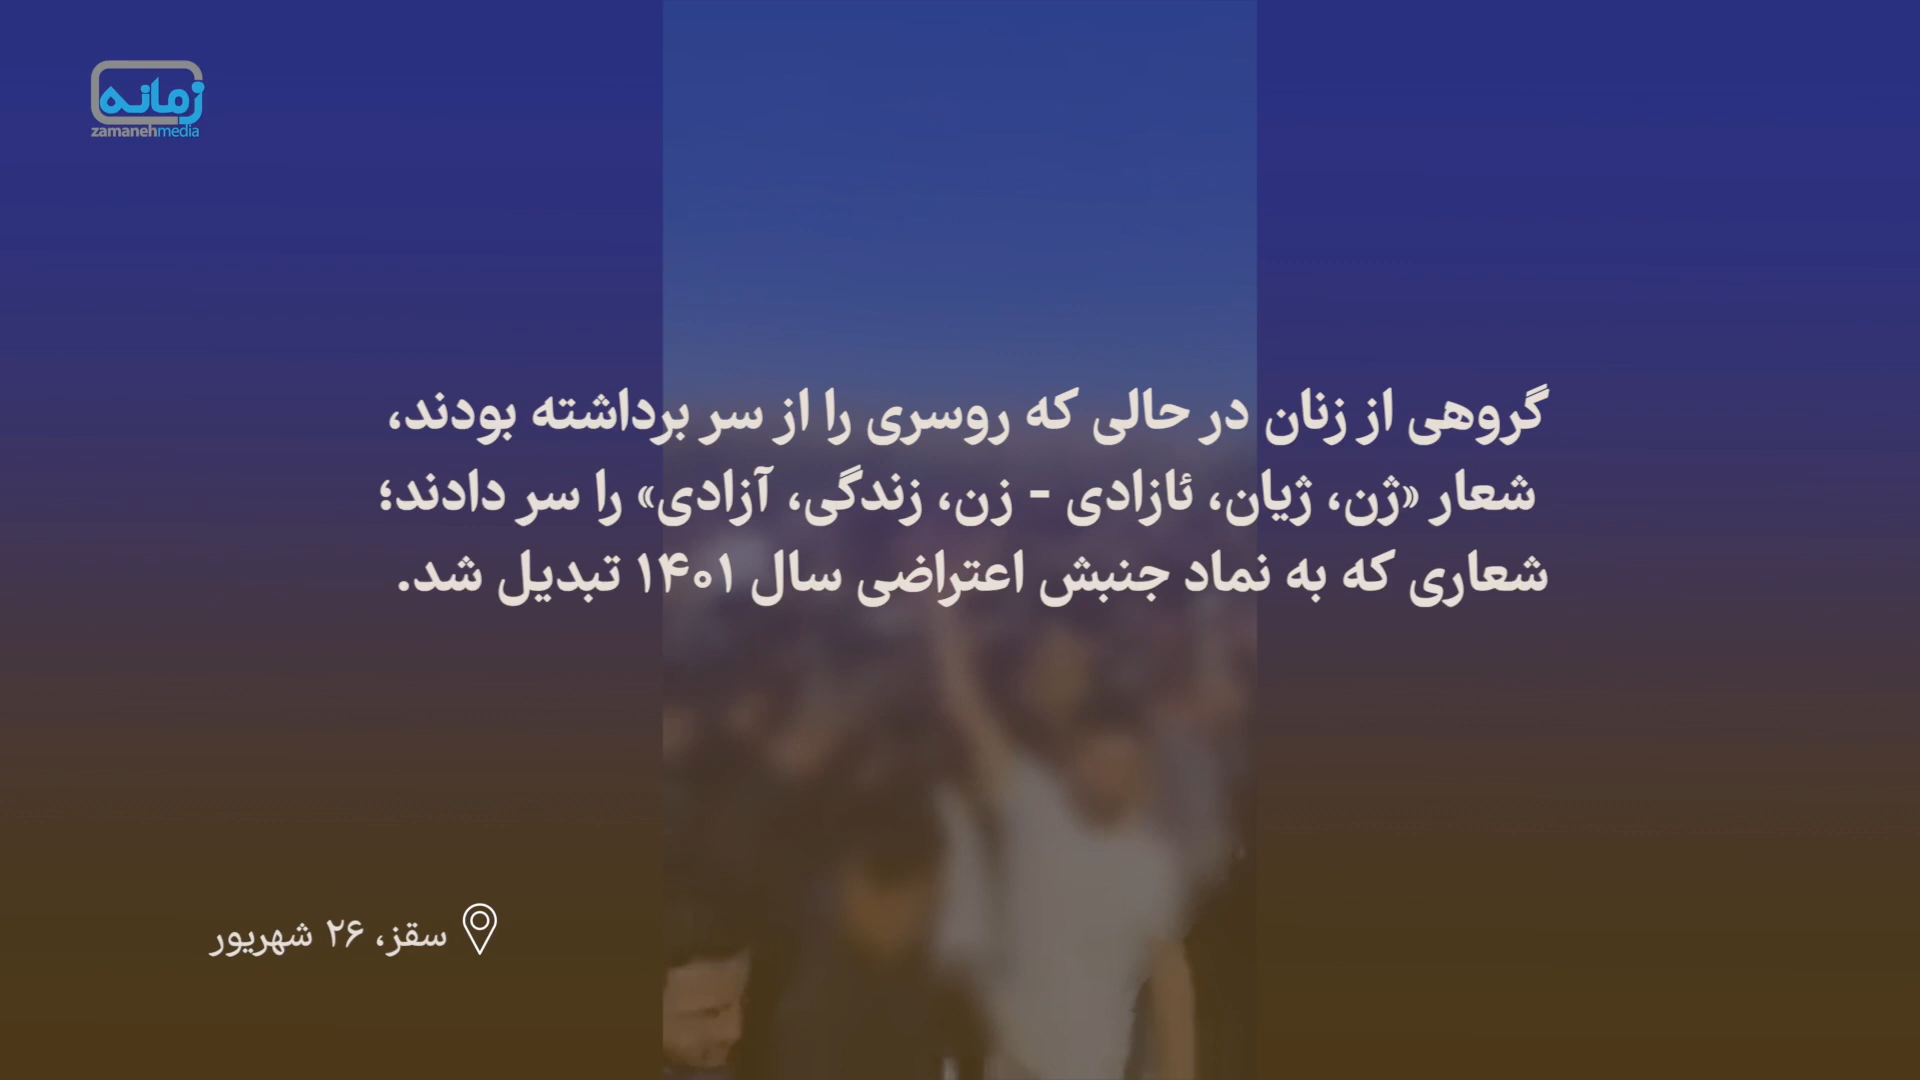 زمانه
zamanehmedia
گروهی از زنان در حالی که روسری را از سر برداشته بودند،
شعار «ژن، ژیان، ئازادی - زن، زندگی، آزادی» را سر دادند؛
شعاری که به نماد جنبش اعتراضی سال ۱۴۰۱ تبدیل شد.
سقز، ۲۶ شهریور